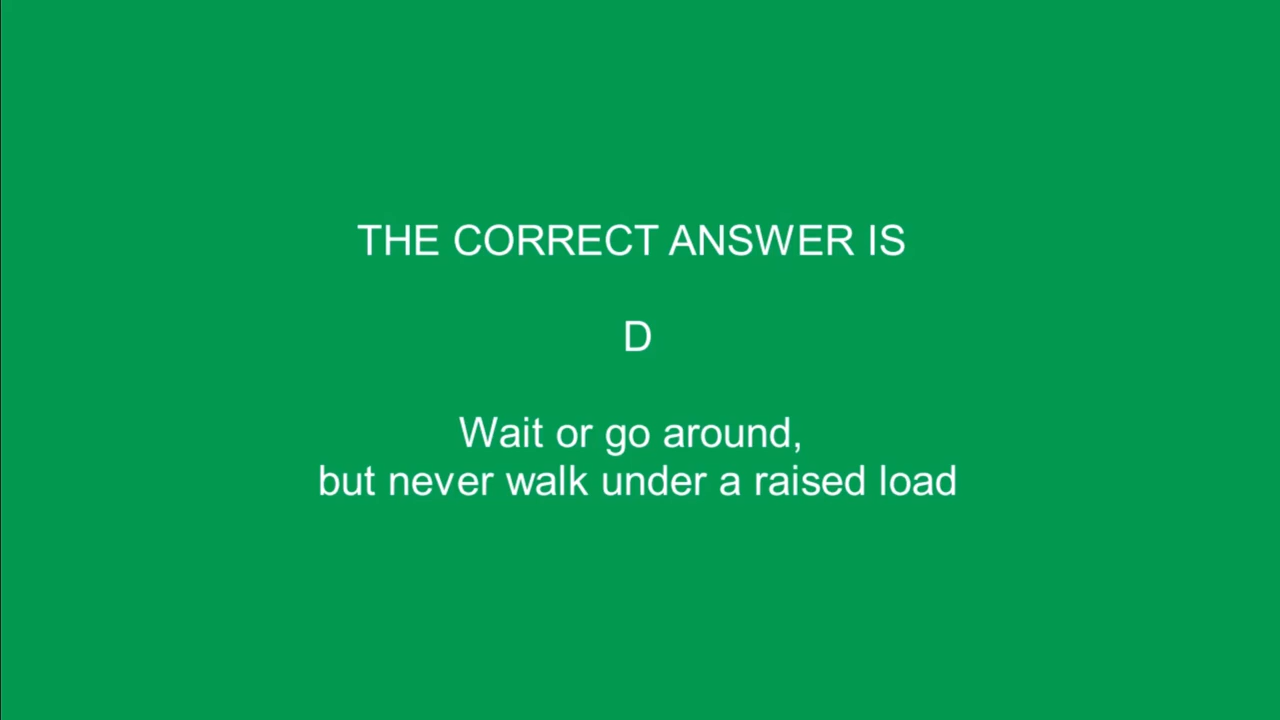 THE CORRECT ANSWER IS
D
Wait or go around,
but never walk under a raised load